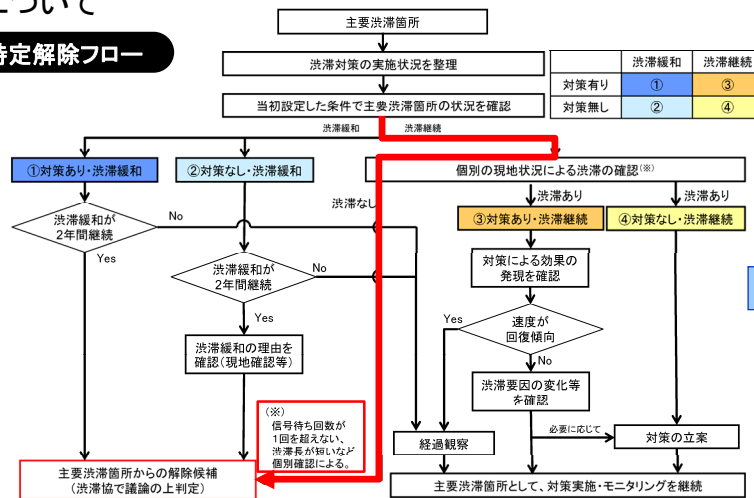 について
特定解除フロー
主要渋滞箇所
渋滞対策の実施状況を整理
当初設定した条件で主要渋滞箇所の状況を確認
渋滞緩和 渋滞継続
対策有り ① ③
対策無し ② ④
渋滞緩和
渋滞継続
①対策あり・渋滞緩和
②対策なし・渋滞緩和
個別の現地状況による渋滞の確認(※)
渋滞なし
渋滞あり
渋滞あり
③対策あり・渋滞継続
④対策なし・渋滞継続
渋滞緩和が
2年間継続
No
Yes
渋滞緩和が
2年間継続
No
Yes
対策による効果の
発現を確認
速度が
回復傾向
Yes
No
渋滞緩和の理由を
確認(現地確認等)
渋滞要因の変化等
を確認
(※)
信号待ち回数が
1回を超えない、
渋滞長が短いなど
個別確認による。
経過観察
必要に応じて
対策の立案
主要渋滞箇所からの解除候補
(渋滞協で議論の上判定)
主要渋滞箇所として、対策実施・モニタリングを継続